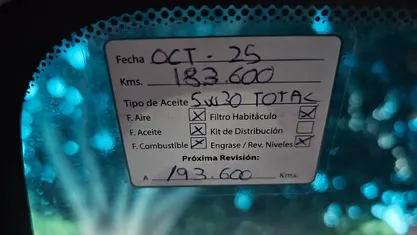 Fecha OCT - 25
Kms. 183.600
Tipo de Aceite 5W30 TOTAL
F. Aire Filtro Habitáculo
F. Aceite Kit de Distribución
F. Combustible Engrase / Rev. Niveles
Próxima Revisión:
A 193.600 Kms.